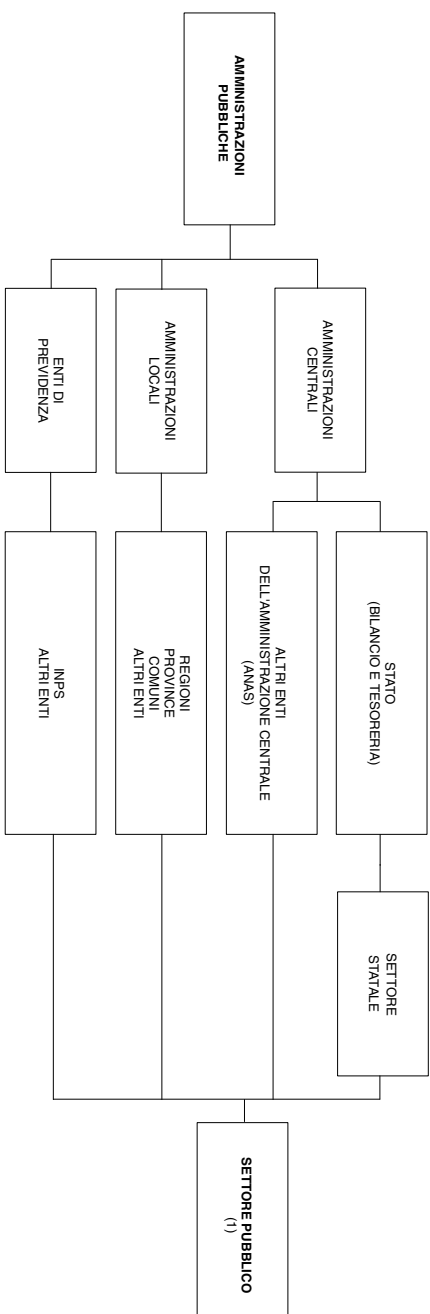 AMMINISTRAZIONI
PUBBLICHE
AMMINISTRAZIONI
CENTRALI
AMMINISTRAZIONI
LOCALI
ENTI DI
PREVIDENZA
STATO
(BILANCIO E TESORERIA)
ALTRI ENTI
DELL'AMMINISTRAZIONE CENTRALE
(ANAS)
REGIONI
PROVINCE
COMUNI
ALTRI ENTI
INPS
ALTRI ENTI
SETTORE
STATALE
SETTORE PUBBLICO
(1)